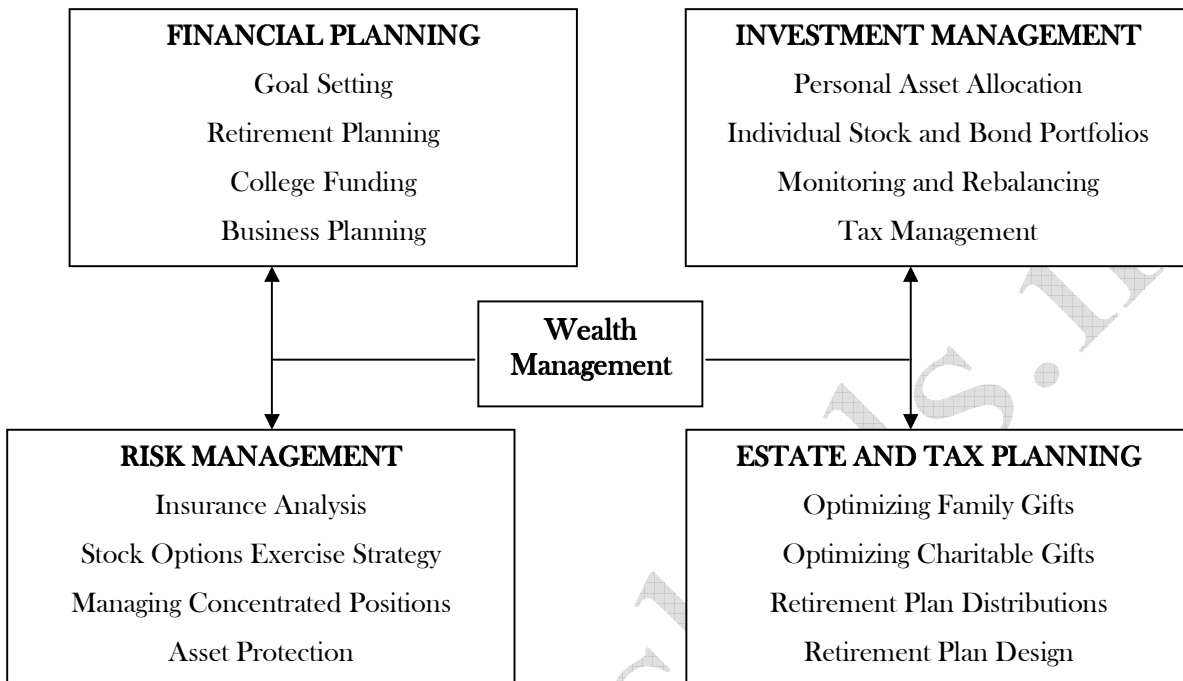 FINANCIAL PLANNING
Goal Setting
Retirement Planning
College Funding
Business Planning
INVESTMENT MANAGEMENT
Personal Asset Allocation
Individual Stock and Bond Portfolios
Monitoring and Rebalancing
Tax Management
Wealth
Management
RISK MANAGEMENT
Insurance Analysis
Stock Options Exercise Strategy
Managing Concentrated Positions
Asset Protection
ESTATE AND TAX PLANNING
Optimizing Family Gifts
Optimizing Charitable Gifts
Retirement Plan Distributions
Retirement Plan Design